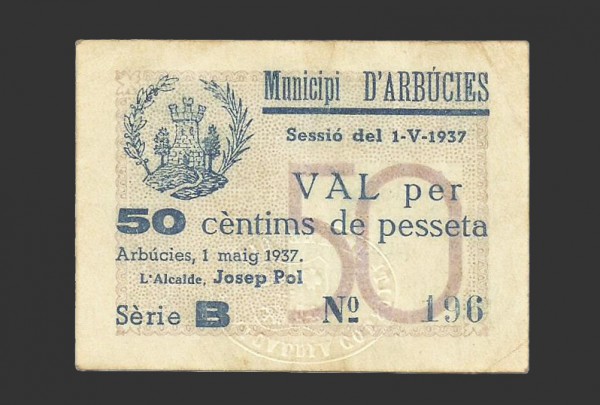 Municipi D'ARBÚCIES
Sessió del 1-V-1937
VAL per
50 cèntims de pesseta
50
Arbúcies, 1 maig 1937.
L'Alcalde, Josep Pol
Sèrie B Nº 196